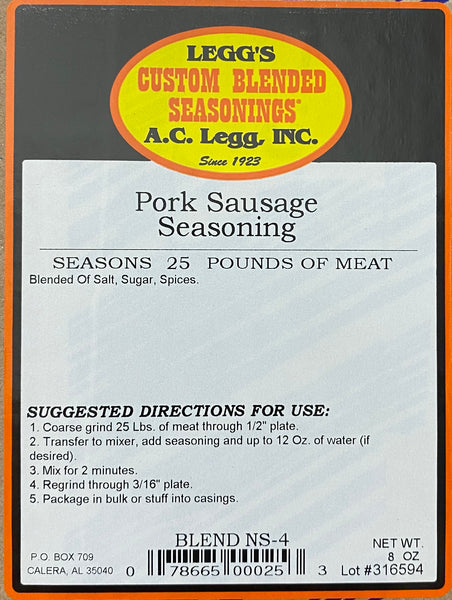 LEGG'S
CUSTOM BLENDED
SEASONINGS®
A.C. Legg, INC.
Since 1923
Pork Sausage
Seasoning
SEASONS 25 POUNDS OF MEAT
Blended Of Salt, Sugar, Spices.
SUGGESTED DIRECTIONS FOR USE:
1. Coarse grind 25 Lbs. of meat through 1/2" plate.
2. Transfer to mixer, add seasoning and up to 12 Oz. of water (if
desired).
3. Mix for 2 minutes.
4. Regrind through 3/16" plate.
5. Package in bulk or stuff into casings.
BLEND NS-4
P.O. BOX 709
CALERA, AL 35040
0 78665 00025 3
NET WT.
8 OZ
Lot #316594